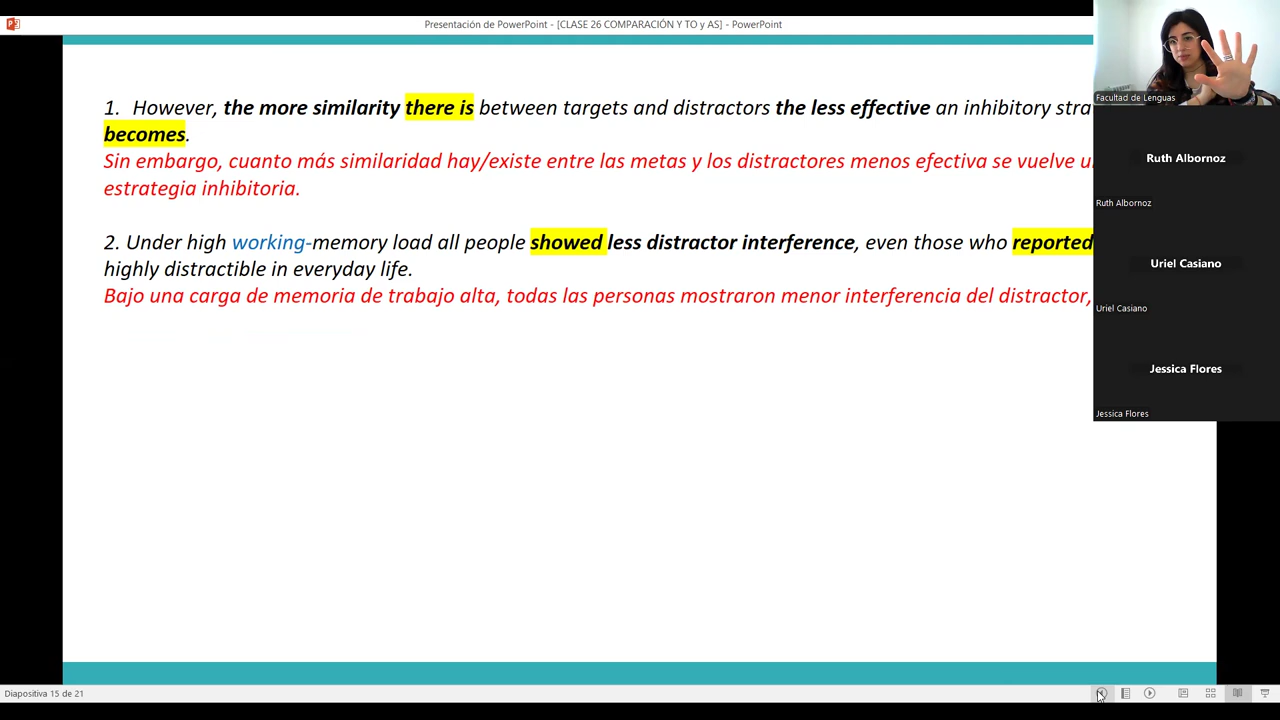 Presentación de PowerPoint - [CLASE 26 COMPARACIÓN Y TO y AS] - PowerPoint
1. However, the more similarity there is between targets and distractors the less effective an inhibitory stra
becomes.
Sin embargo, cuanto más similaridad hay/existe entre las metas y los distractores menos efectiva se vuelve u
estrategia inhibitoria.
2. Under high working-memory load all people showed less distractor interference, even those who reported
highly distractible in everyday life.
Bajo una carga de memoria de trabajo alta, todas las personas mostraron menor interferencia del distractor,
Facultad de Lenguas
Ruth Albornoz
Ruth Albornoz
Uriel Casiano
Uriel Casiano
Jessica Flores
Jessica Flores
Diapositiva 15 de 21